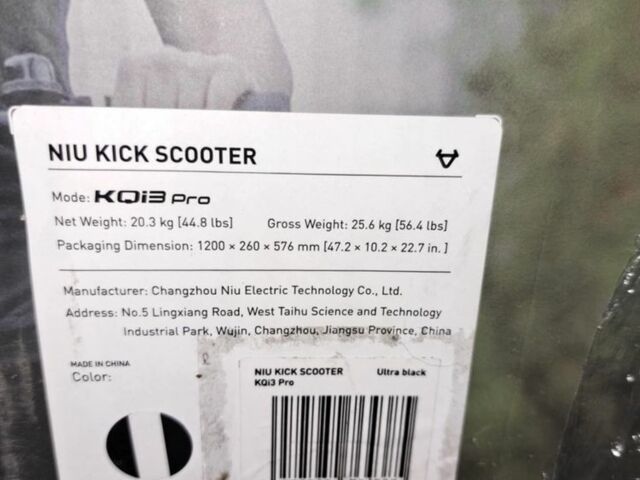 NIU KICK SCOOTER
Mode: KQi3 Pro
Net Weight: 20.3 kg [44.8 lbs] Gross Weight: 25.6 kg [56.4 lbs]
Packaging Dimension: 1200 × 260 × 576 mm [47.2 × 10.2 × 22.7 in. ]
Manufacturer: Changzhou Niu Electric Technology Co., Ltd.
Address: No.5 Lingxiang Road, West Taihu Science and Technology
Industrial Park, Wujin, Changzhou, Jiangsu Province, China
MADE IN CHINA
Color:
NIU KICK SCOOTER Ultra black
KQi3 Pro